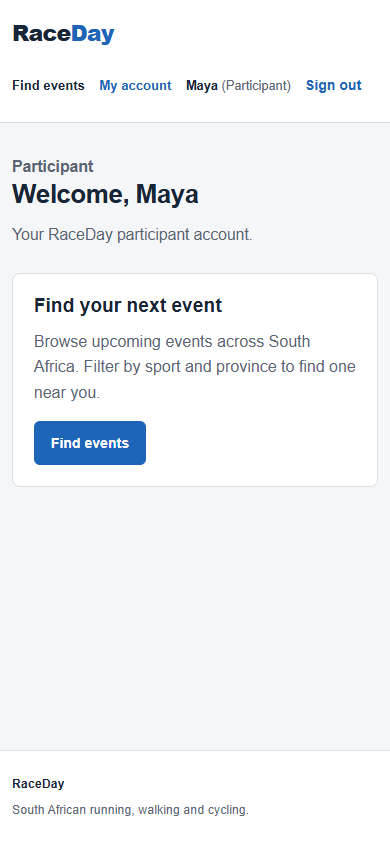 RaceDay
Find events My account Maya (Participant) Sign out
Participant
Welcome, Maya
Your RaceDay participant account.
Find your next event
Browse upcoming events across South
Africa. Filter by sport and province to find one
near you.
Find events
RaceDay
South African running, walking and cycling.